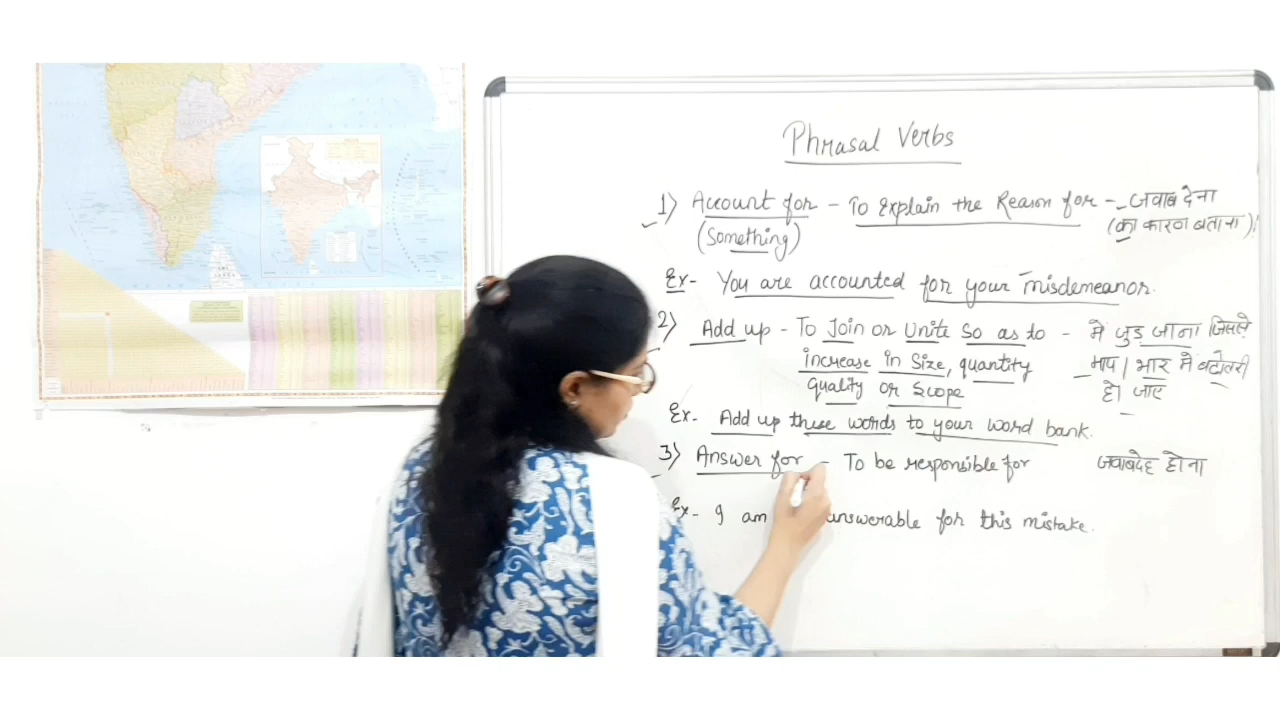 Phrasal Verbs
1) Account for - To Explain the Reason for - जवाब देना
(Something) (का कारण बताना)
Ex- You are accounted for your misdemeanor.
2) Add up - To Join or Unite So as to - मे जुड़ जाना जिससे
increase in Size, quantity माप / भार मे बढोतरी
quality or Scope हो जाए
Ex- Add up these words to your word bank.
3) Answer for - To be responsible for जवाबदेह होना
Ex- I am answerable for this mistake.